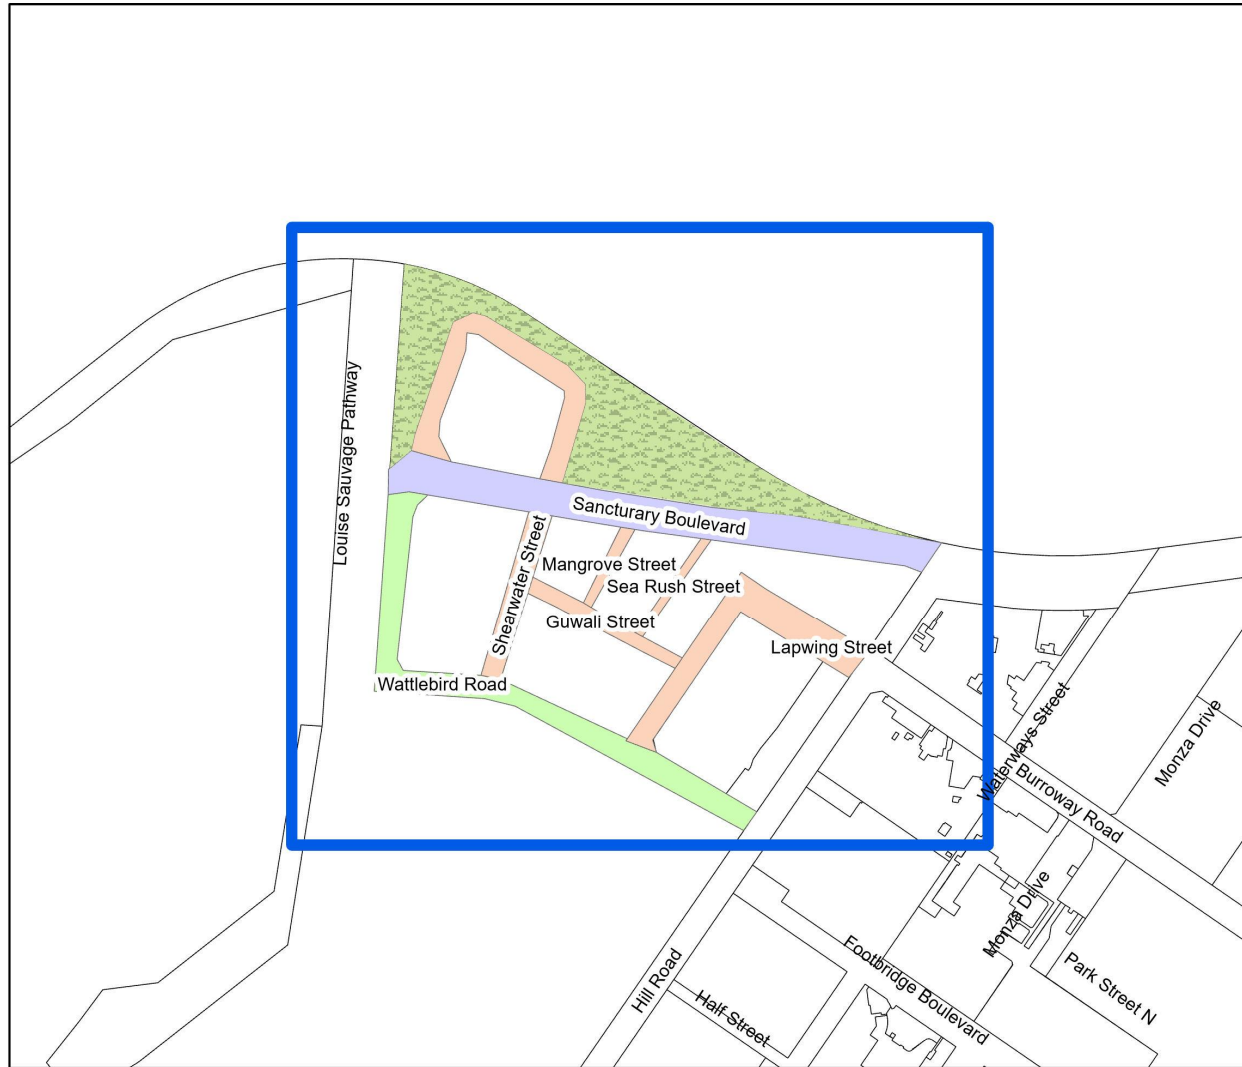 Louise Sauvage Pathway
Sancturary Boulevard
Shearwater Street
Mangrove Street
Sea Rush Street
Guwali Street
Lapwing Street
Wattlebird Road
Waterways Street
Monza Drive
Burroway Road
Monza Drive
Footbridge Boulevard
Park Street N
Hill Road
Half Street